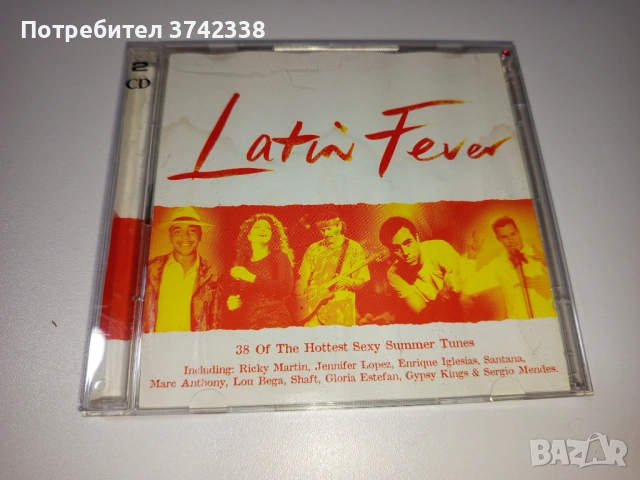 Потребител 3742338
2
CD
Latin Fever
38 Of The Hottest Sexy Summer Tunes
Including: Ricky Martin, Jennifer Lopez, Enrique Iglesias, Santana,
Marc Anthony, Lou Bega, Shaft, Gloria Estefan, Gypsy Kings & Sergio Mendes.
BAZAR